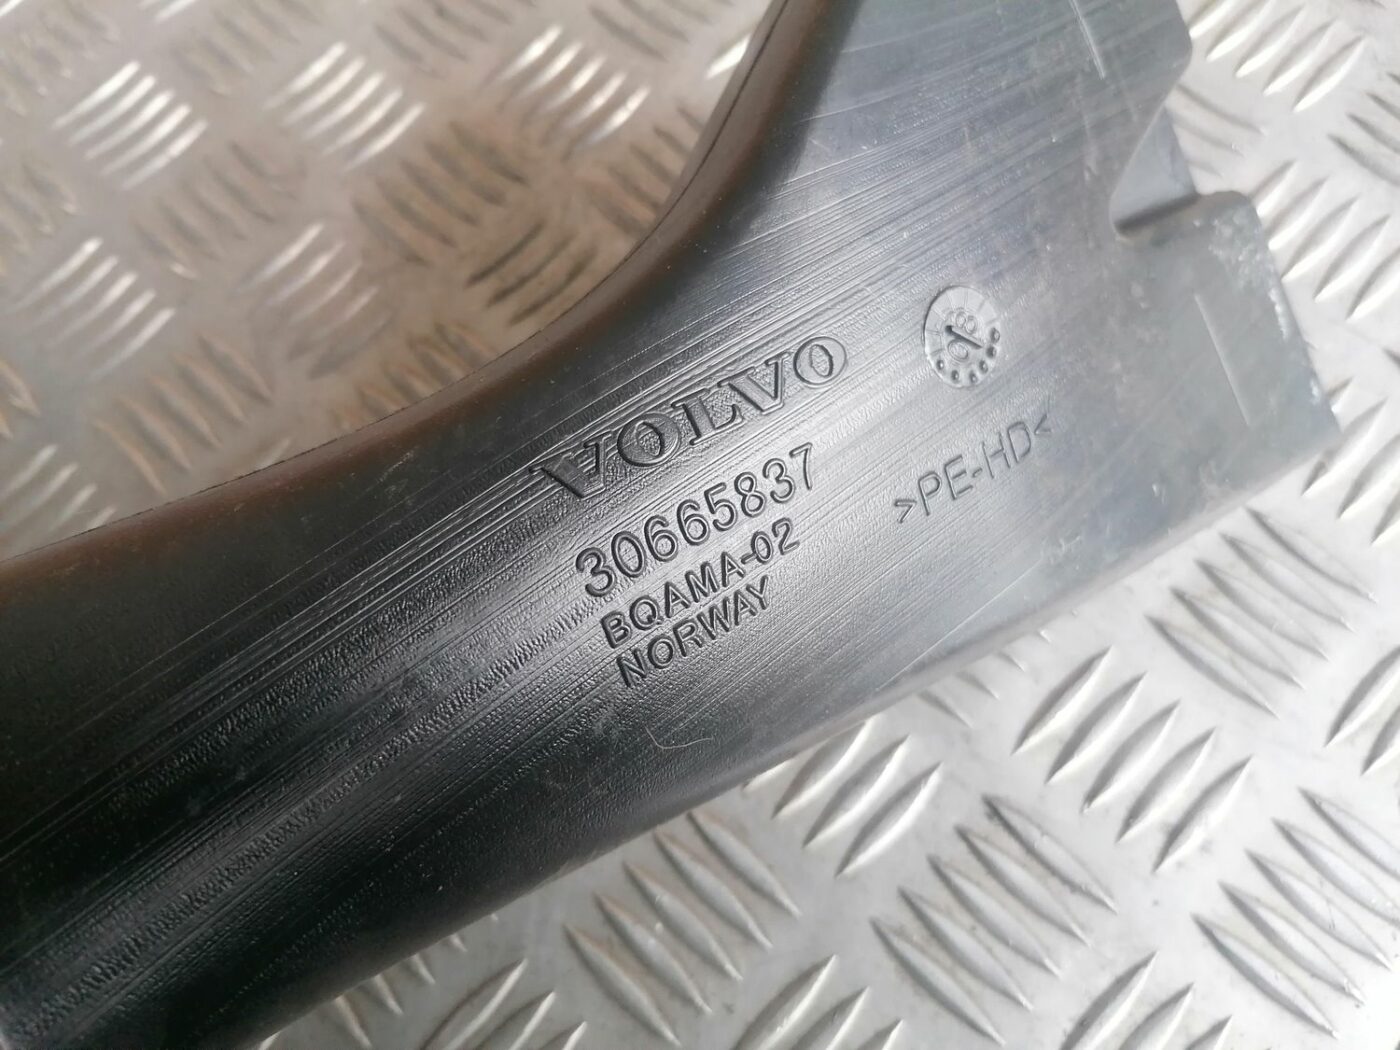 VOLVO
30665837
BQAMA-02
NORWAY
>PE-HD<